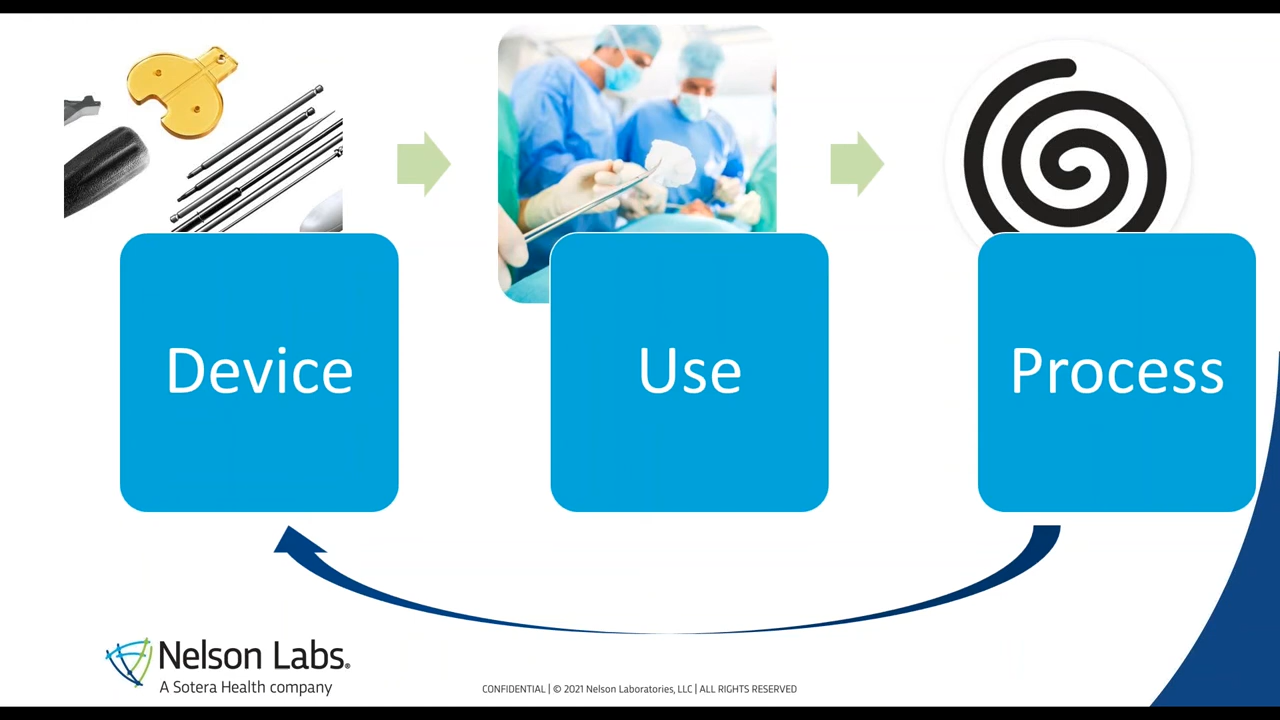 Device
Use
Process
Nelson Labs®
A Sotera Health company
CONFIDENTIAL | © 2021 Nelson Laboratories, LLC | ALL RIGHTS RESERVED